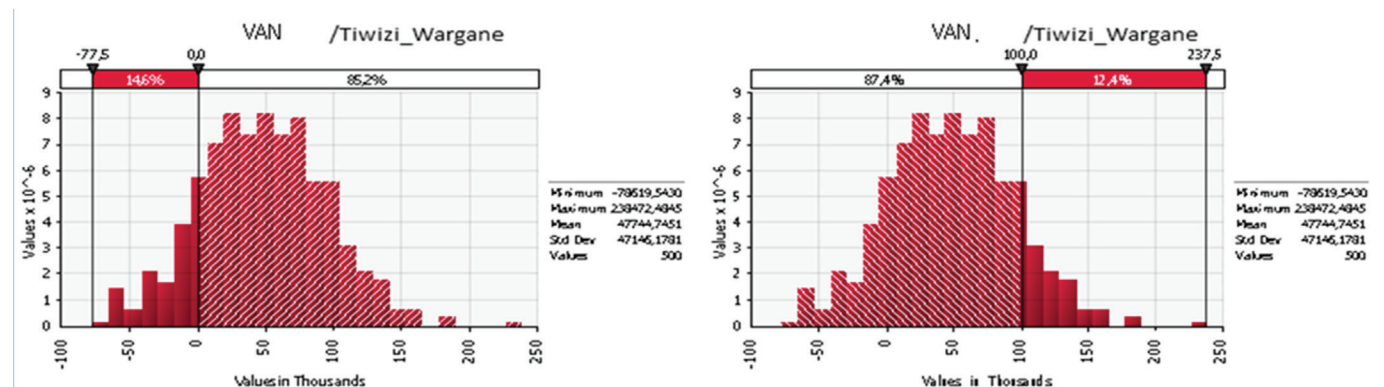 VAN /Tiwizi_Wargane
-77,5 0,0
14,6% 85,2%
Values x 10^-6
9
8
7
6
5
4
3
2
1
0
-100 -50 0 50 100 150 200 250
Values in Thousands
Minimum -78519,5430
Maximum 238472,4845
Mean 47744,7451
Std Dev 47146,1781
Values 500
VAN. /Tiwizi_Wargane
100,0 237,5
87,4% 12,4%
Values x 10^-6
9
8
7
6
5
4
3
2
1
0
-100 -50 0 50 100 150 200 250
Values in Thousands
Minimum -78519,5430
Maximum 238472,4845
Mean 47744,7451
Std Dev 47146,1781
Values 500